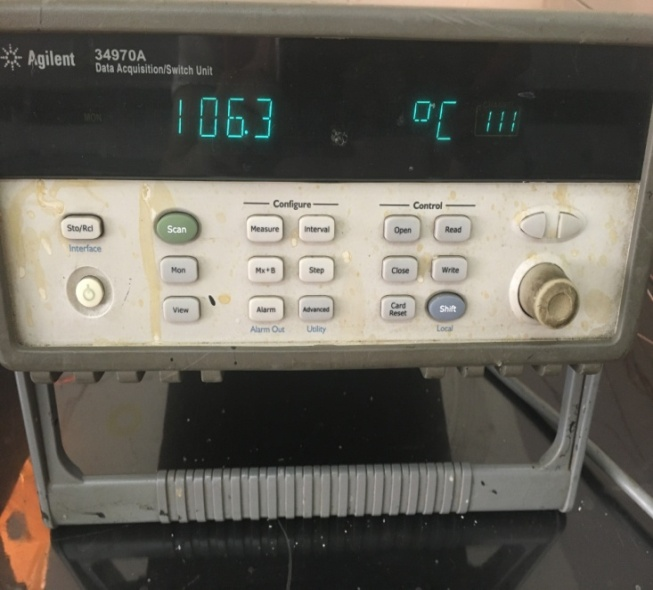 Agilent 34970A
Data Acquisition/Switch Unit
MON
106.3 °C 111
Configure Control
Sto/Rcl Scan Measure Interval Open Read
Interface
Mon Mx+B Step Close Write
View Alarm Advanced Card Reset Shift
Alarm Out Utility Local